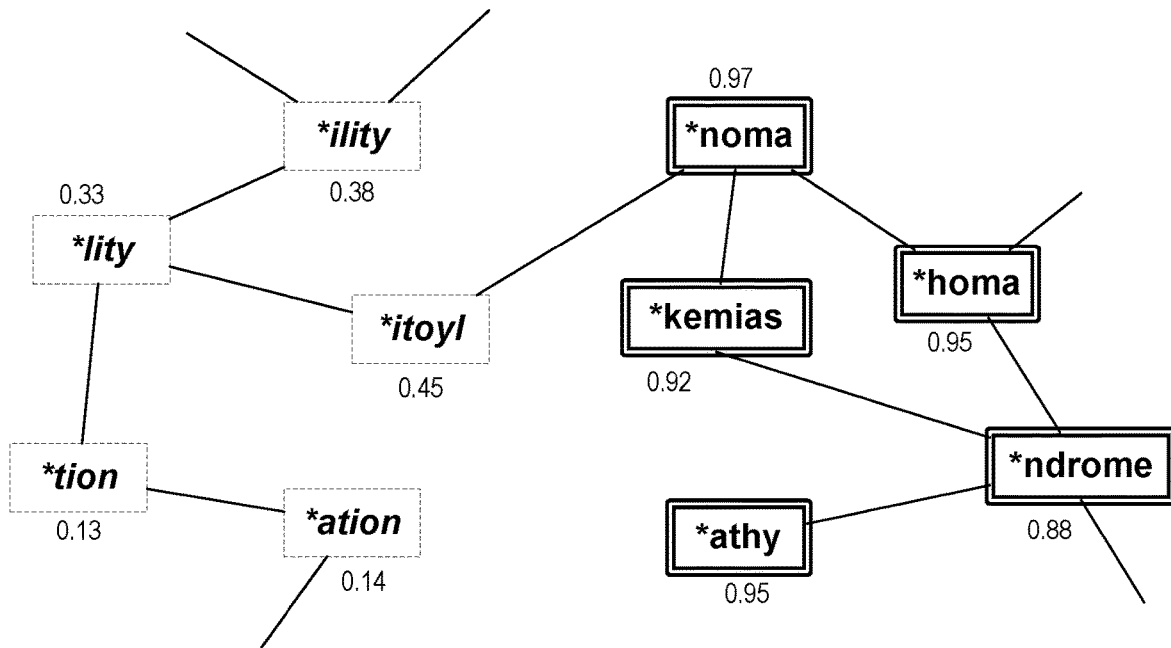 0.97
*ility
*noma
0.38
0.33
*lity
*homa
*kemias
*itoyl
0.95
0.92
0.45
*ndrome
*tion
*ation
*athy
0.13
0.88
0.14
0.95